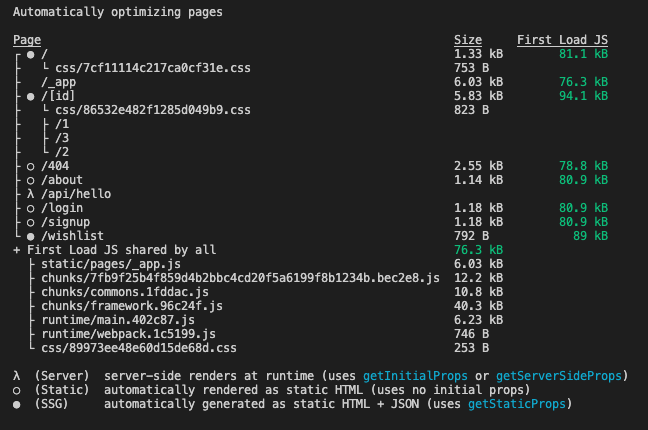 Automatically optimizing pages
Page Size First Load JS
┌ ● / 1.33 kB 81.1 kB
├ └ css/7cf11114c217ca0cf31e.css 753 B
├ /_app 6.03 kB 76.3 kB
├ ● /[id] 5.83 kB 94.1 kB
├ └ css/86532e482f1285d049b9.css 823 B
├ ├ /1
├ ├ /3
├ └ /2
├ ○ /404 2.55 kB 78.8 kB
├ ○ /about 1.14 kB 80.9 kB
├ λ /api/hello
├ ○ /login 1.18 kB 80.9 kB
├ ○ /signup 1.18 kB 80.9 kB
└ ● /wishlist 792 B 89 kB
+ First Load JS shared by all 76.3 kB
├ static/pages/_app.js 6.03 kB
├ chunks/7fb9f25b4f859d4b2bbc4cd20f5a6199f8b1234b.bec2e8.js 12.2 kB
├ chunks/commons.1fddac.js 10.8 kB
├ chunks/framework.96c24f.js 40.3 kB
├ runtime/main.402c87.js 6.23 kB
├ runtime/webpack.1c5199.js 746 B
└ css/89973ee48e60d15de68d.css 253 B
λ (Server) server-side renders at runtime (uses getInitialProps or getServerSideProps)
○ (Static) automatically rendered as static HTML (uses no initial props)
● (SSG) automatically generated as static HTML + JSON (uses getStaticProps)